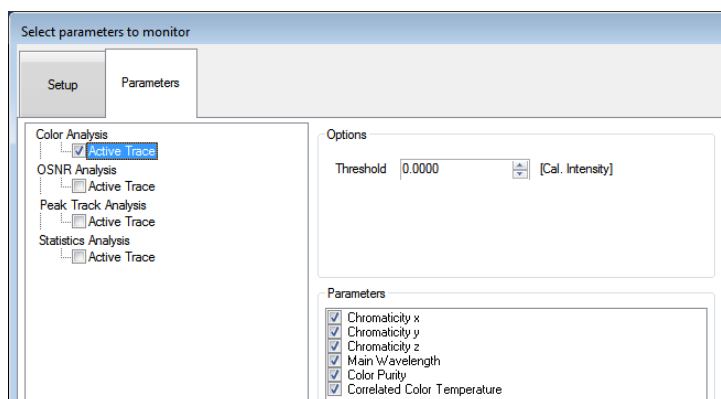 Select parameters to monitor
Setup
Parameters
Color Analysis
Active Trace
OSNR Analysis
Active Trace
Peak Track Analysis
Active Trace
Statistics Analysis
Active Trace
Options
Threshold 0.0000 [Cal. Intensity]
Parameters
Chromaticity x
Chromaticity y
Chromaticity z
Main Wavelength
Color Purity
Correlated Color Temperature